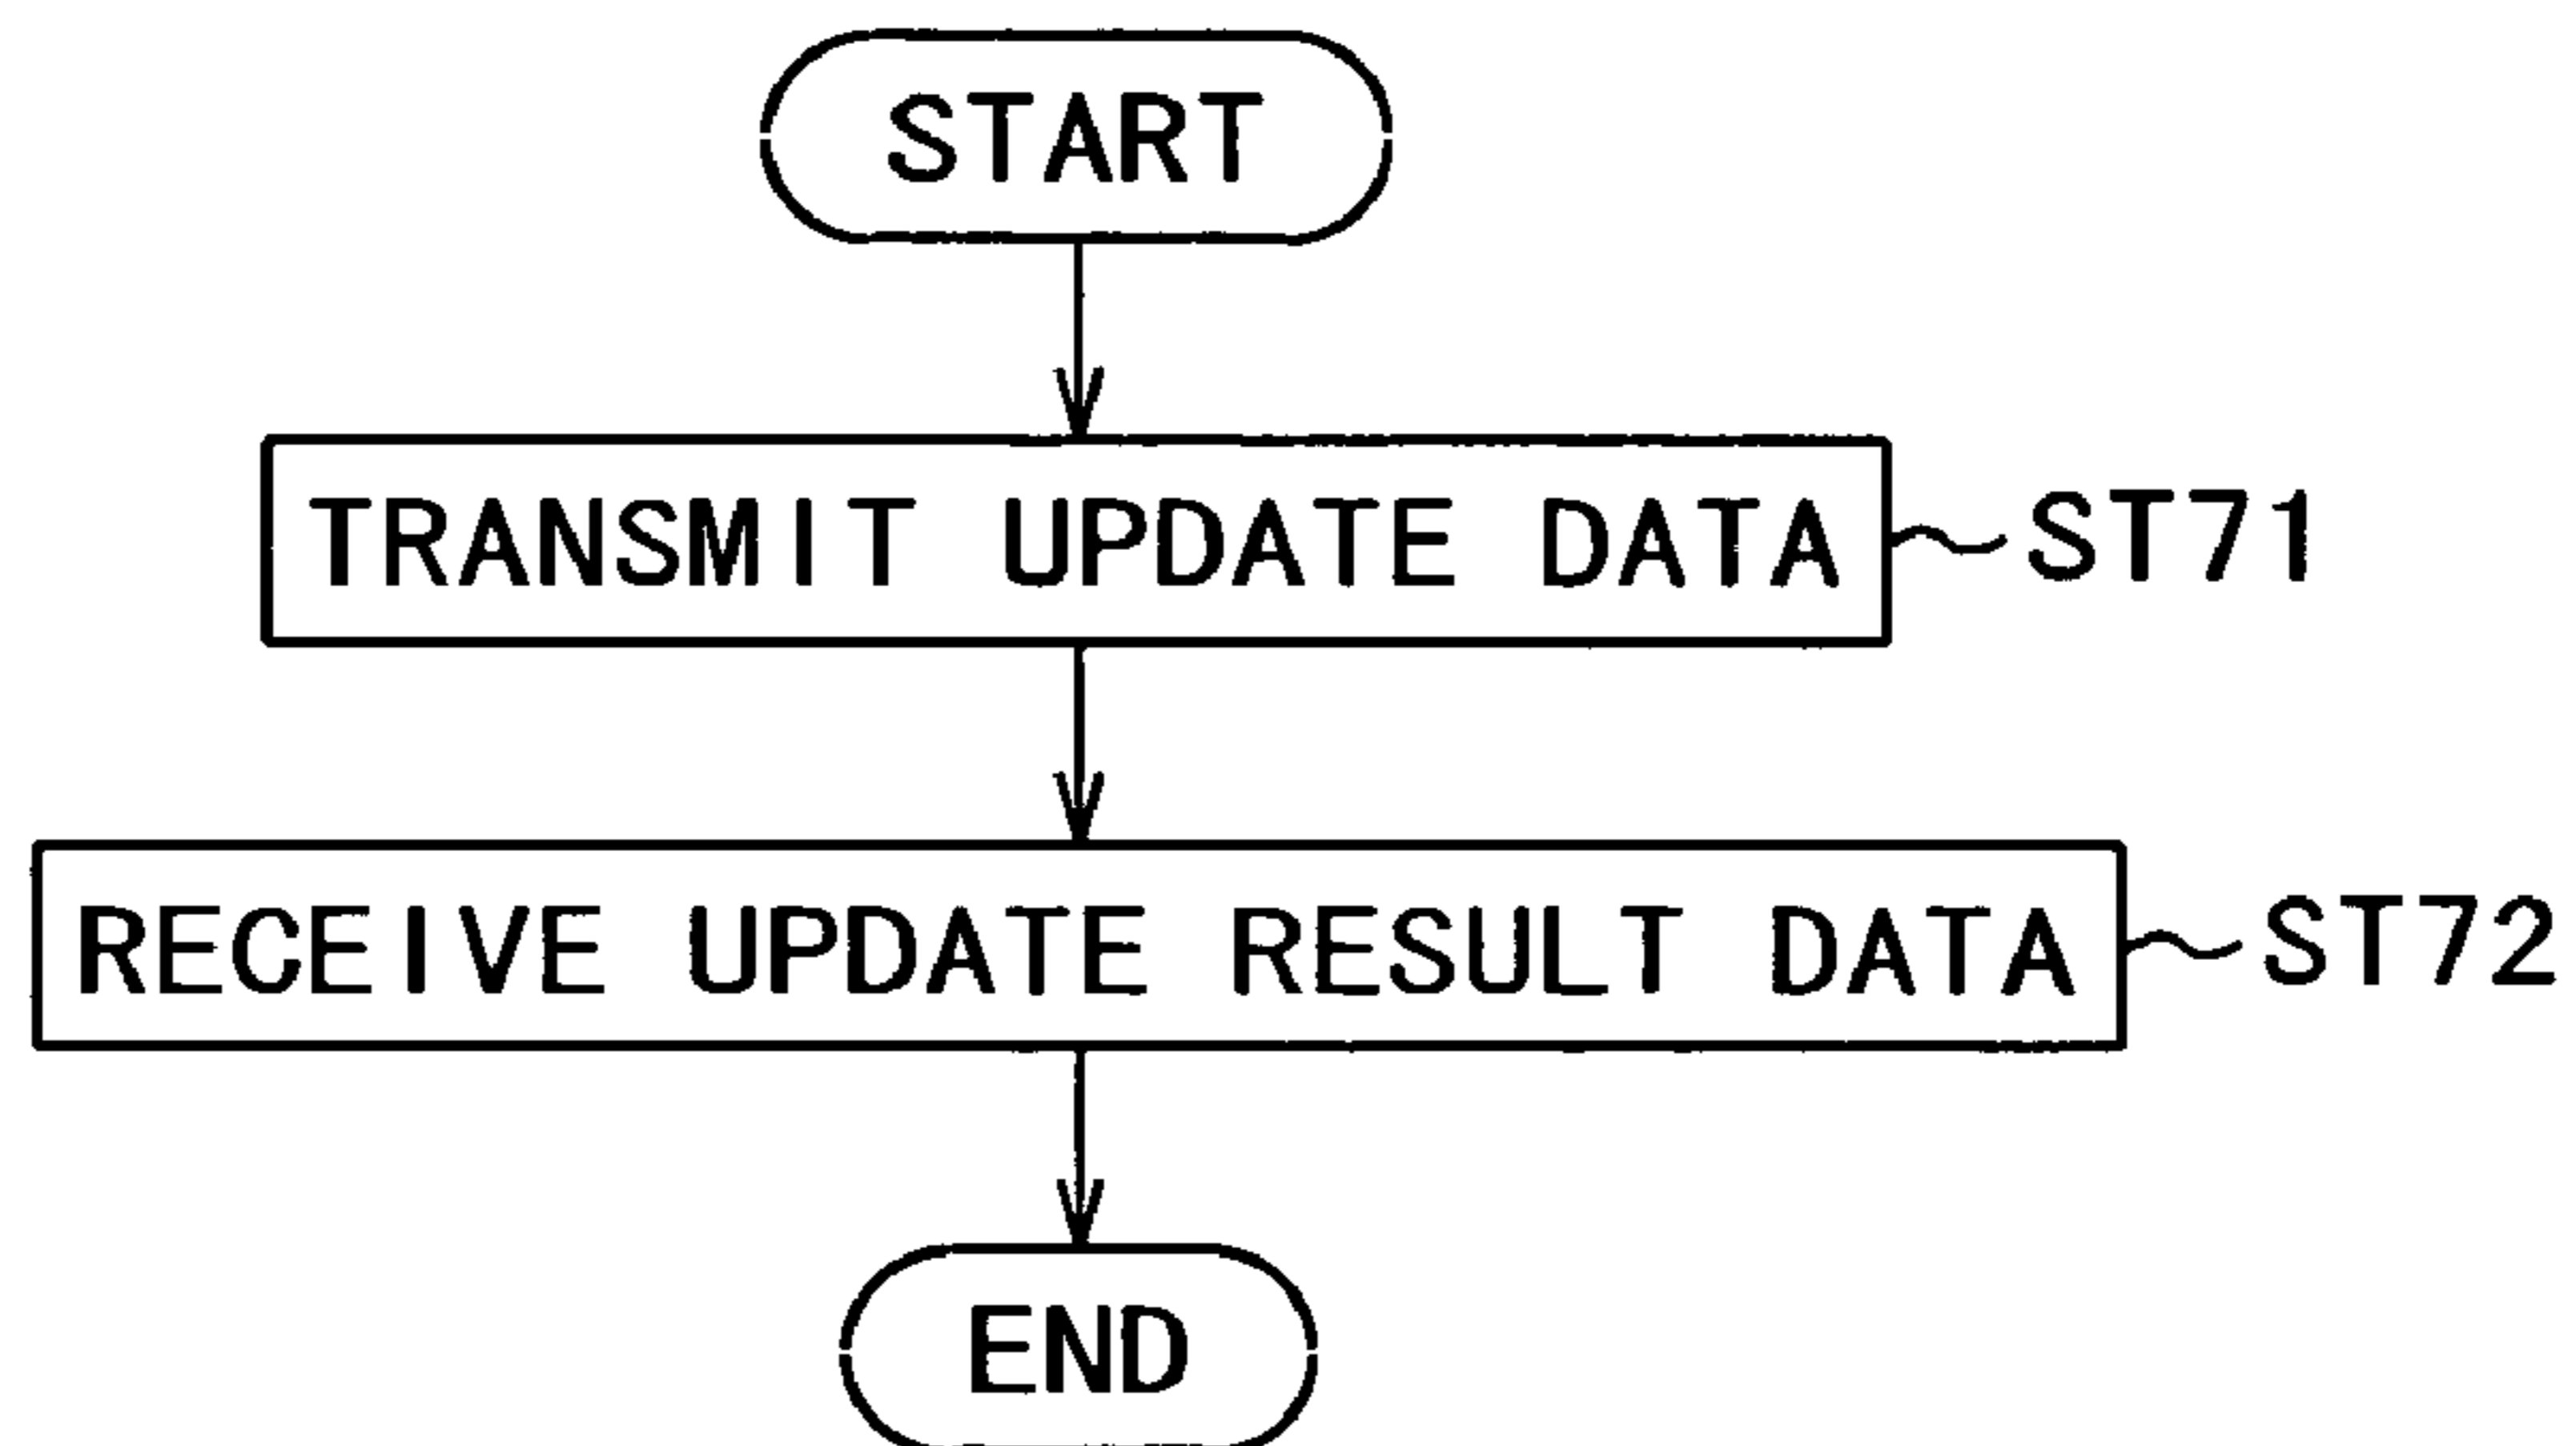 START
TRANSMIT UPDATE DATA ST71
RECEIVE UPDATE RESULT DATA ST72
END